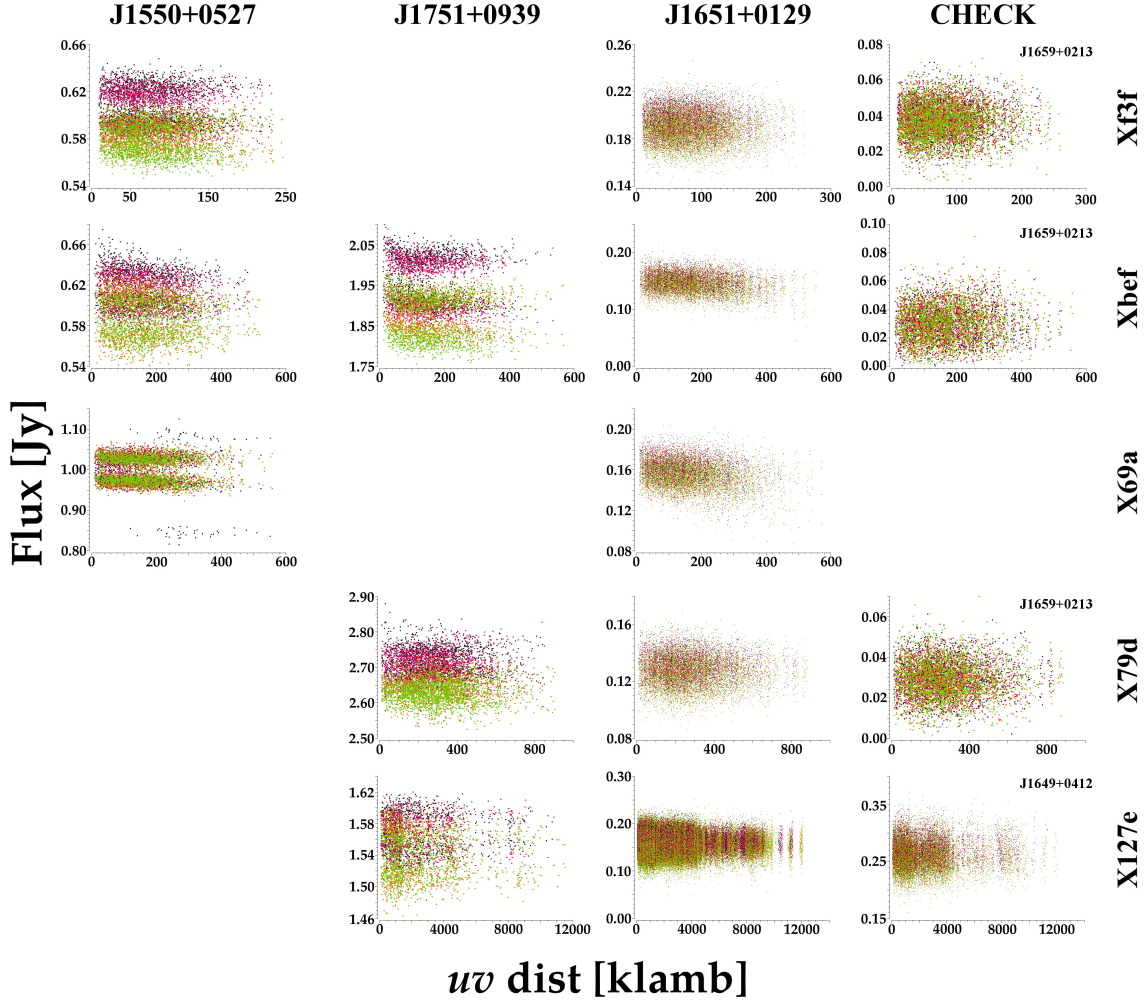 J1550+0527 J1751+0939 J1651+0129 CHECK
0.66 0.26 0.08 J1659+0213
0.62 0.22 0.06
0.58 0.18 0.04 Xf3f
0.02
0.54 0.14 0.00
0 50 150 250 0 100 200 300 0 100 200 300
0.66 2.05 0.20 0.10 J1659+0213
0.08
0.62 1.95 0.06
0.10 0.04 Xbef
0.58 1.85 0.02
0.54 1.75 0.00 0.00
0 200 400 600 0 200 400 600 0 200 400 600 0 200 400 600
1.10 0.20
1.00 0.16 X69a
0.90 0.12
0.80 0.08
0 200 400 600 0 200 400 600
Flux [Jy]
2.90 0.06 J1659+0213
2.80 0.16
2.70 0.04 X79d
2.60 0.12 0.02
2.50 0.08 0.00
0 400 800 0 400 800 0 400 800
1.62 0.30 J1649+0412
0.35
1.58 0.20
1.54 0.25 X127e
1.50 0.10
1.46 0.00 0.15
0 4000 8000 12000 0 4000 8000 12000 0 4000 8000 12000
uv dist [klamb]